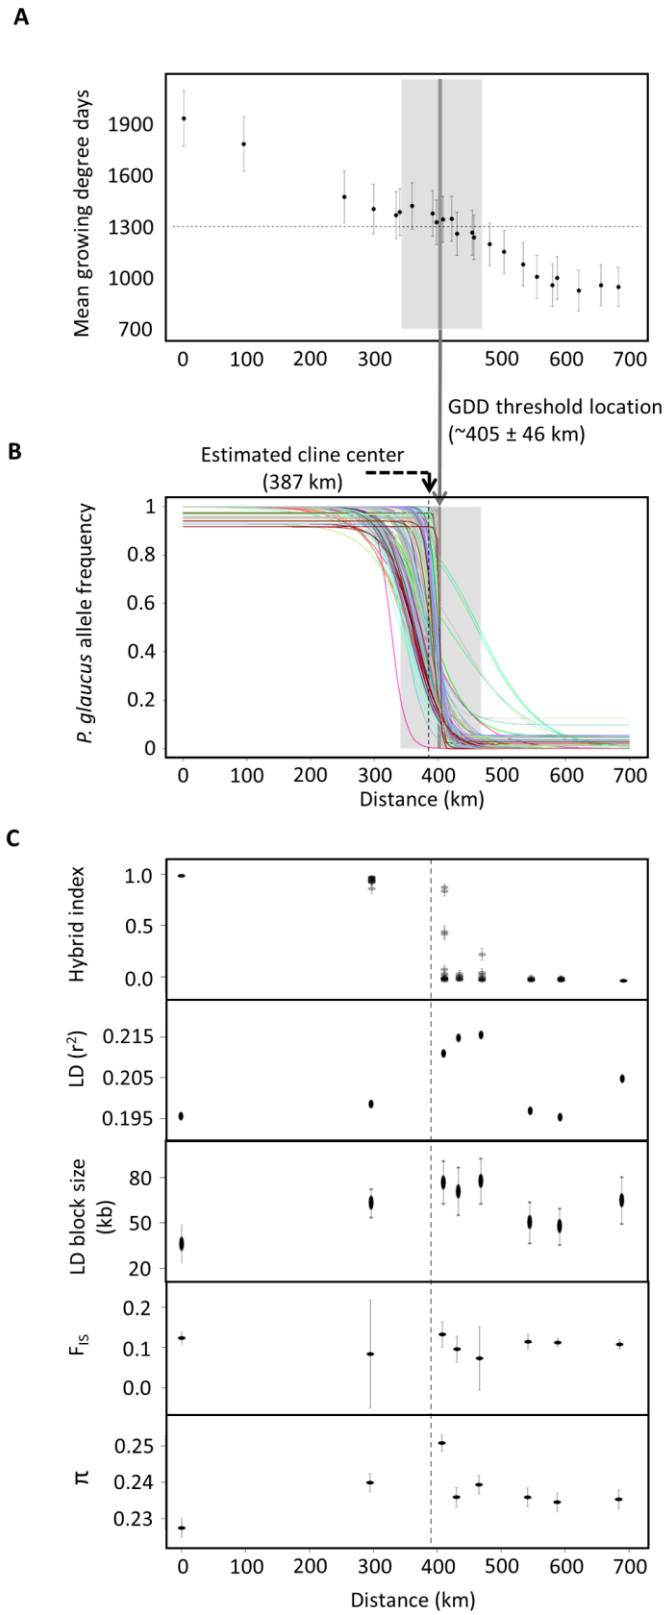 A
Mean growing degree days
1900
1600
1300
1000
700
0 100 200 300 400 500 600 700
GDD threshold location
(~405 ± 46 km)
B
Estimated cline center
(387 km)
P. glaucus allele frequency
1
0.8
0.6
0.4
0.2
0
0 100 200 300 400 500 600 700
Distance (km)
C
Hybrid index
1.0
0.5
0.0
LD (r²)
0.215
0.205
0.195
LD block size
(kb)
80
50
20
FIS
0.2
0.1
0.0
π
0.25
0.24
0.23
0 100 200 300 400 500 600 700
Distance (km)